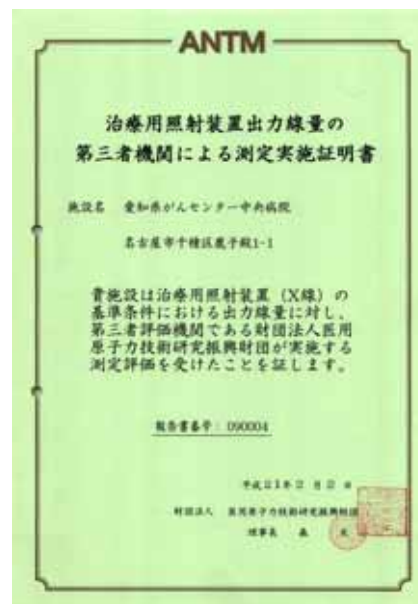 ANTM
治療用照射装置出力線量の
第三者機関による測定実施証明書
施設名 愛知県がんセンター中央病院
名古屋市千種区鹿子殿1-1
貴施設は治療用照射装置（X線）の
基準条件における出力線量に対し、
第三者評価機関である財団法人医用
原子力技術研究振興財団が実施する
測定評価を受けたことを証します。
報告書番号：090004
平成21年 月 日
財団法人 医用原子力技術研究振興財団
理事長 森